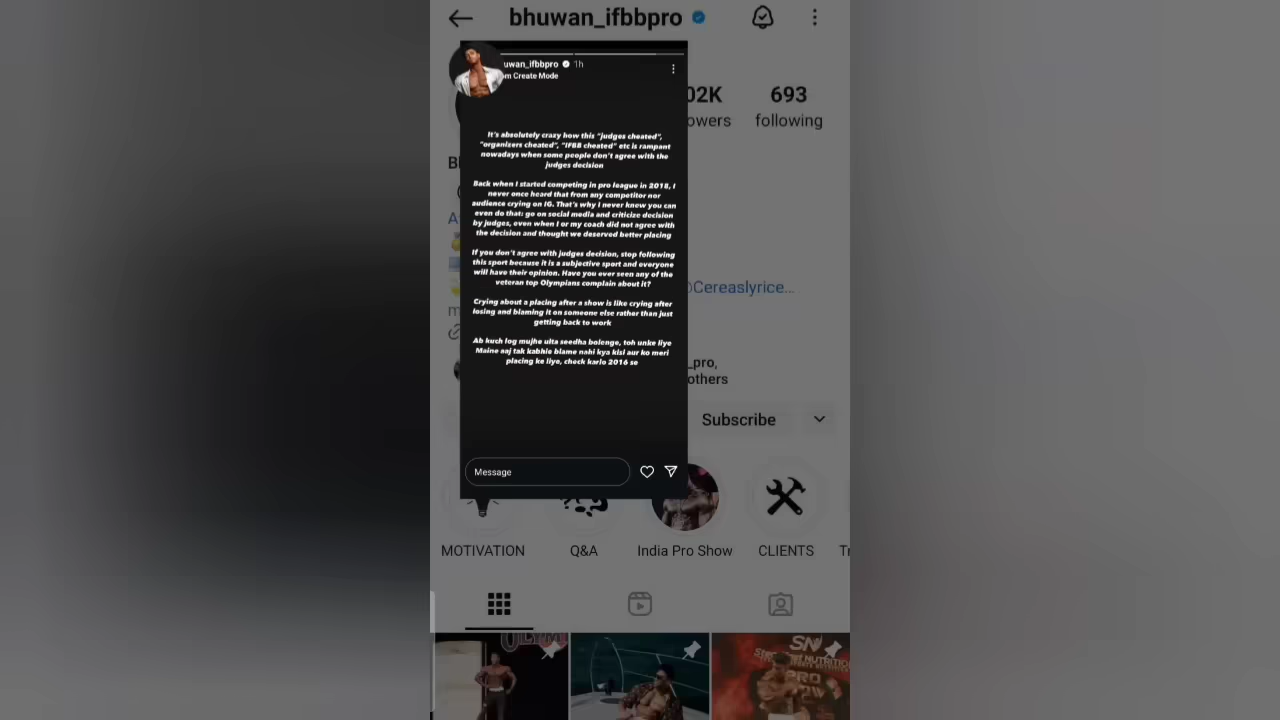 bhuwan_ifbbpro
uwan_ifbbpro 1h
om Create Mode
02K
693
owers
following
It's absolutely crazy how this "judges cheated",
"organizers cheated", "IFBB cheated" etc is rampant
nowadays when some people don't agree with the
judges decision
Back when I started competing in pro league in 2018, I
never once heard that from any competitor nor
audience crying on IG. That's why I never knew you can
even do that: go on social media and criticize decision
by judges, even when I or my coach did not agree with
the decision and thought we deserved better placing
If you don't agree with judges decision, stop following
this sport because it is a subjective sport and everyone
will have their opinion. Have you ever seen any of the
veteran top Olympians complain about it?
@Cereaslyrice...
Crying about a placing after a show is like crying after
losing and blaming it on someone else rather than just
getting back to work
Ab kuch log mujhe ulta seedha bolenge, toh unke liye
Maine aaj tak kabhie blame nahi kya kisi aur ko meri
placing ke liye, check karlo 2016 se
_pro,
others
Subscribe
Message
MOTIVATION
Q&A
India Pro Show
CLIENTS
OLYM
SN
PRO